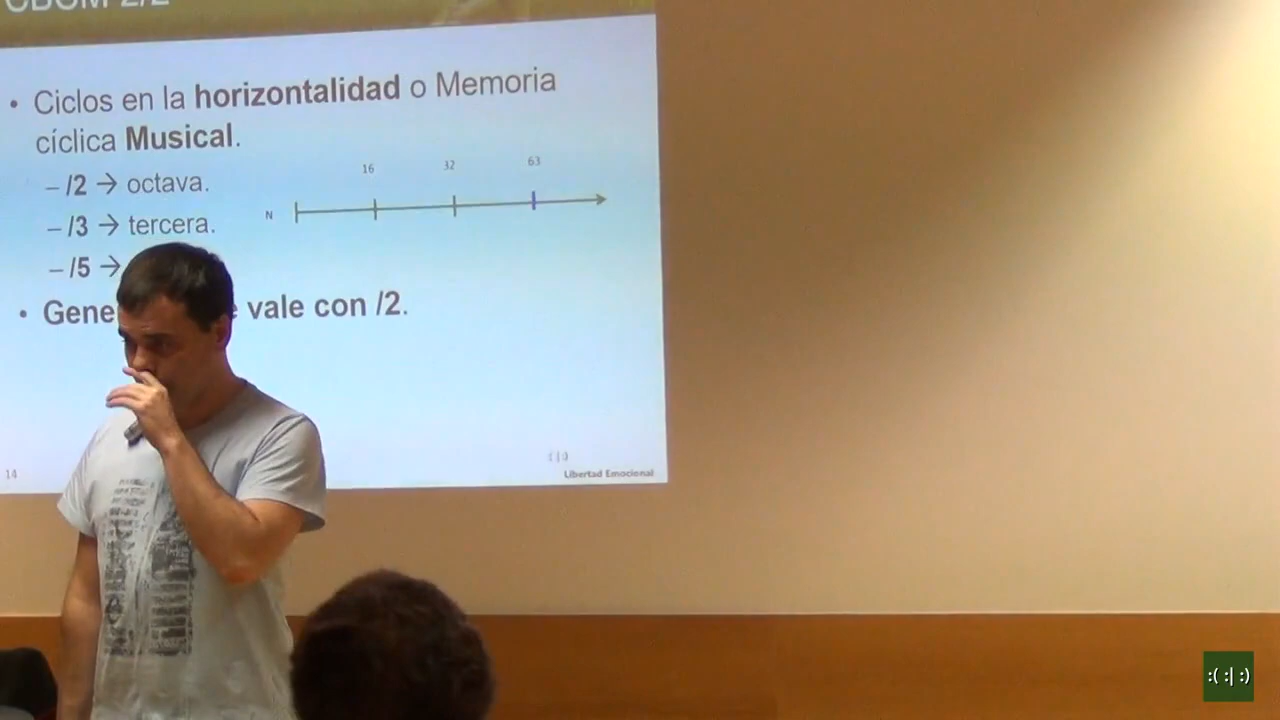 • Ciclos en la horizontalidad o Memoria
cíclica Musical.
– /2 → octava.
– /3 → tercera.
– /5 →
• vale con /2.
16 32 63
N
14
:|:)
Libertad Emocional
:( :| :)